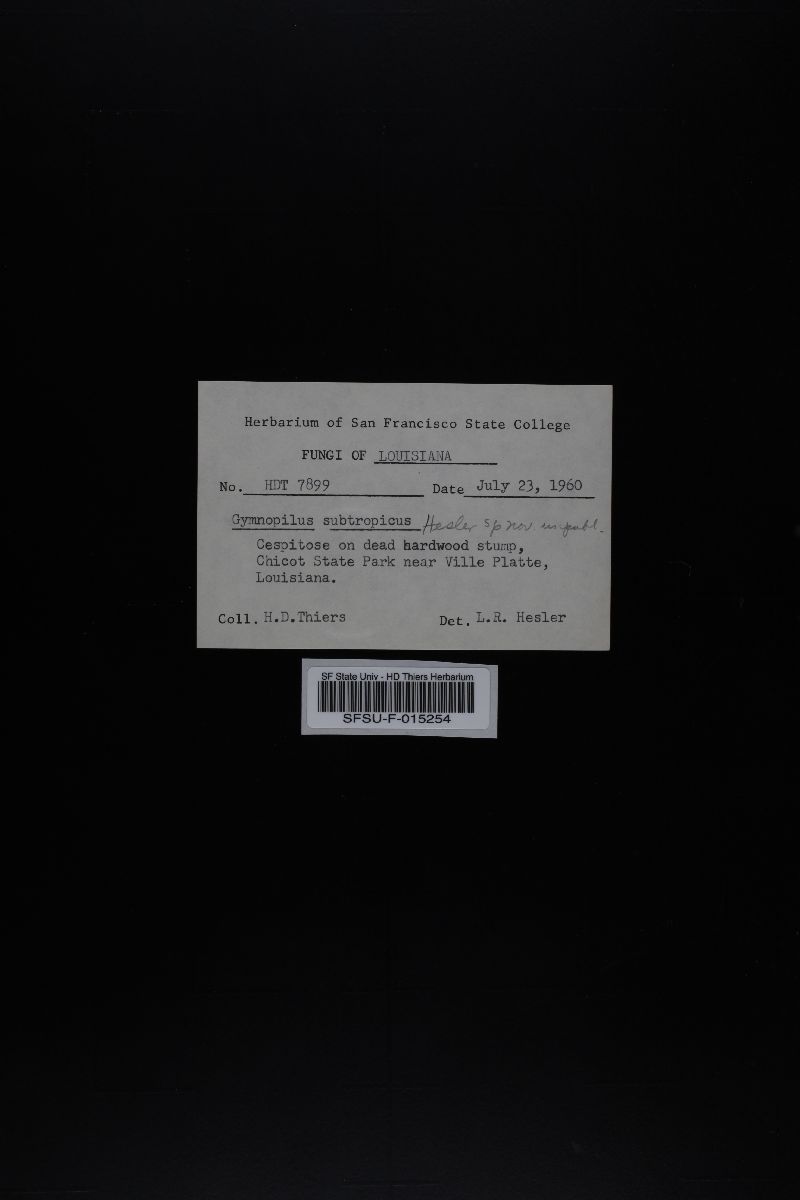 Herbarium of San Francisco State College
FUNGI OF LOUISIANA
No. HDT 7899 Date July 23, 1960
Gymnopilus subtropicus Hesler sp nov. unpubl.
Cespitose on dead hardwood stump,
Chicot State Park near Ville Platte,
Louisiana.
Coll. H.D.Thiers Det. L.R. Hesler
SF State Univ - HD Thiers Herbarium
SFSU-F-015254